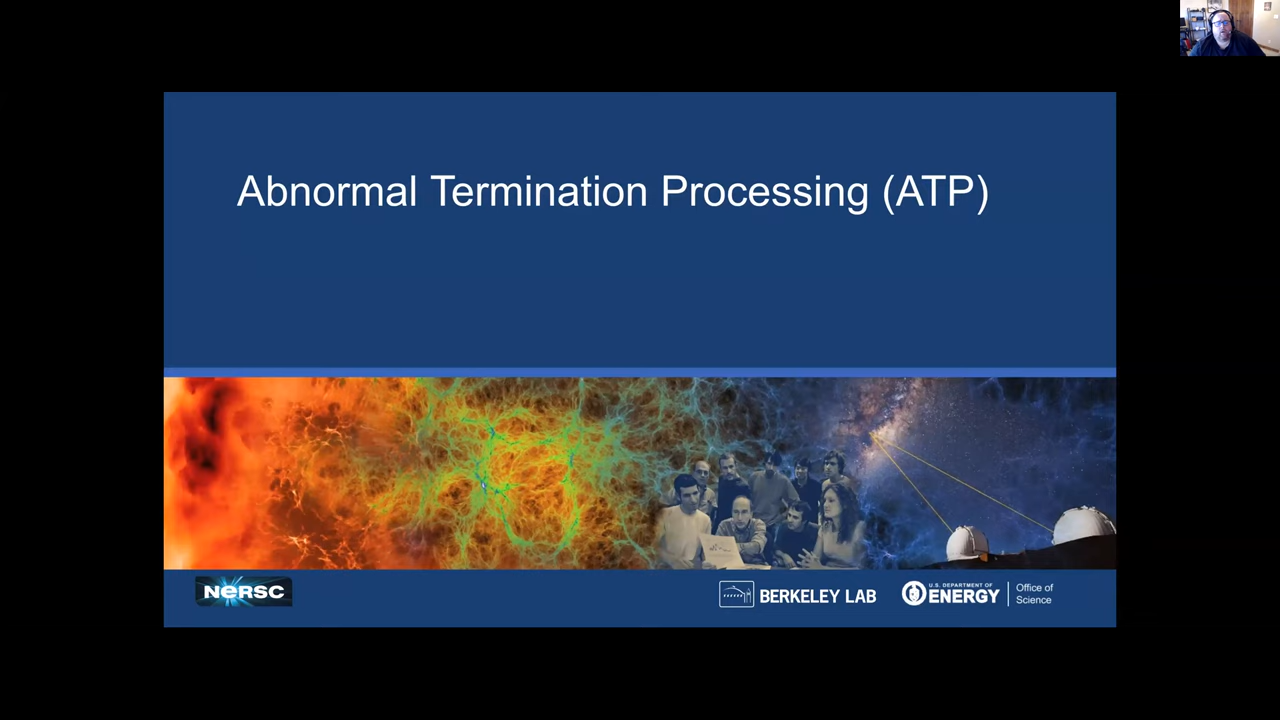 Abnormal Termination Processing (ATP)
NERSC
BERKELEY LAB
U.S. DEPARTMENT OF
ENERGY
Office of
Science